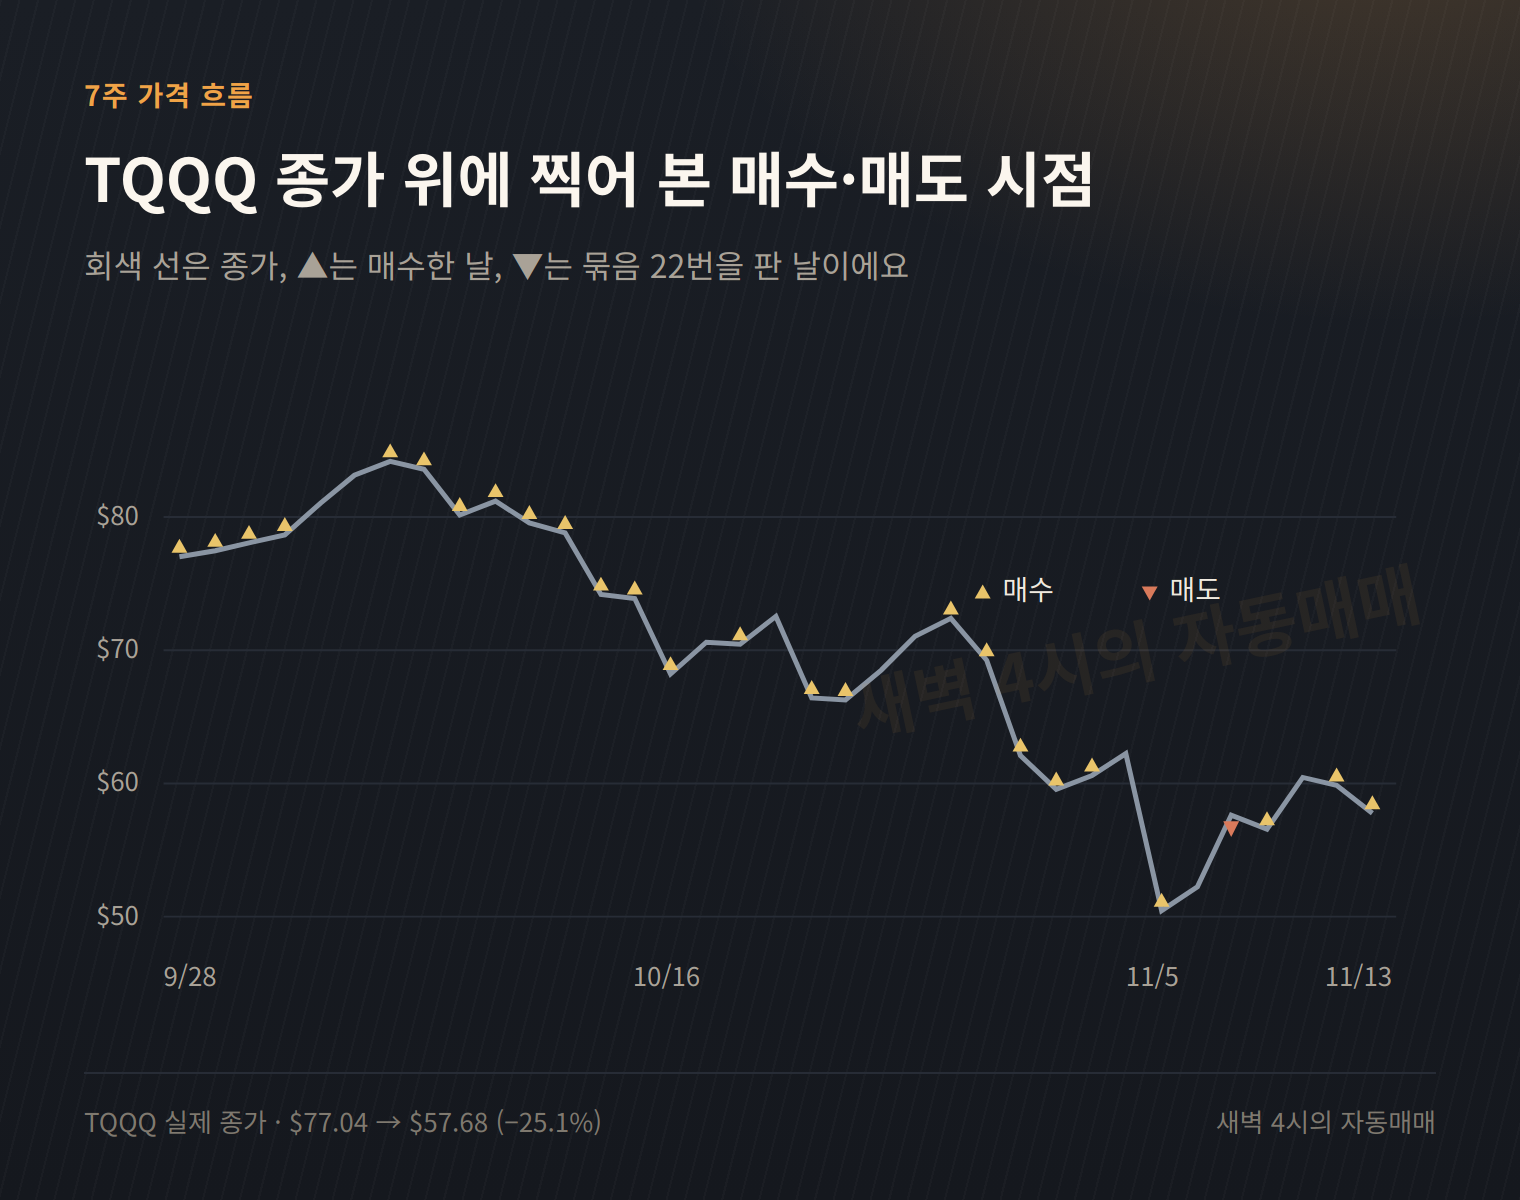 7주 가격 흐름
TQQQ 종가 위에 찍어 본 매수·매도 시점
회색 선은 종가, ▲는 매수한 날, ▼는 묶음 22번을 판 날이에요
$80
▲ 매수 ▼ 매도
새벽 4시의 자동매매
$70
$60
$50
9/28 10/16 11/5 11/13
TQQQ 실제 종가 · $77.04 → $57.68 (−25.1%)
새벽 4시의 자동매매